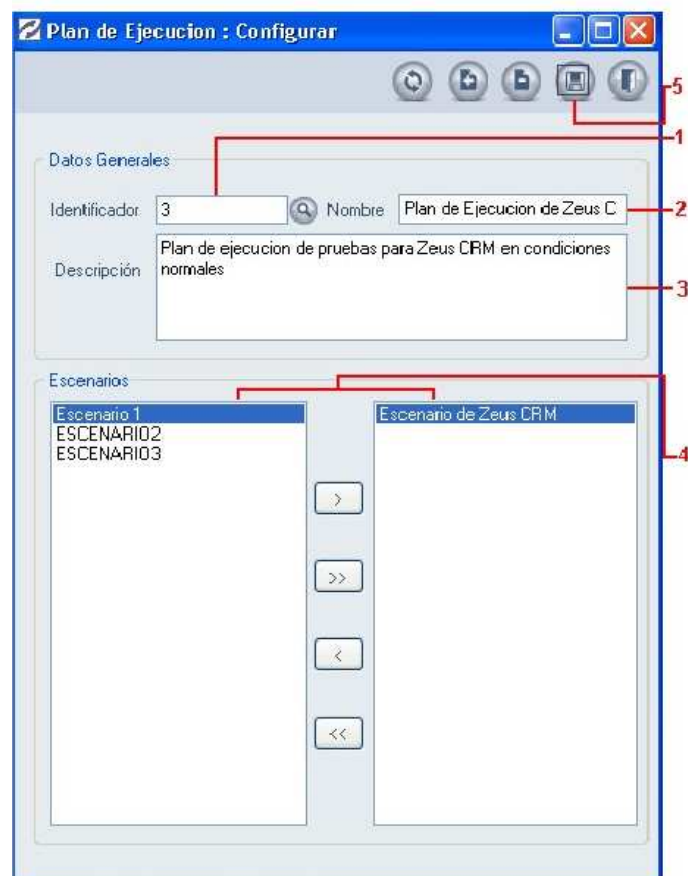 Plan de Ejecucion : Configurar
5
1
Datos Generales
Identificador 3 Nombre Plan de Ejecucion de Zeus C
2
Descripción Plan de ejecucion de pruebas para Zeus CRM en condiciones
normales
3
Escenarios
Escenario 1 Escenario de Zeus CRM
ESCENARIO2
ESCENARIO3
4
>
>>
<
<<